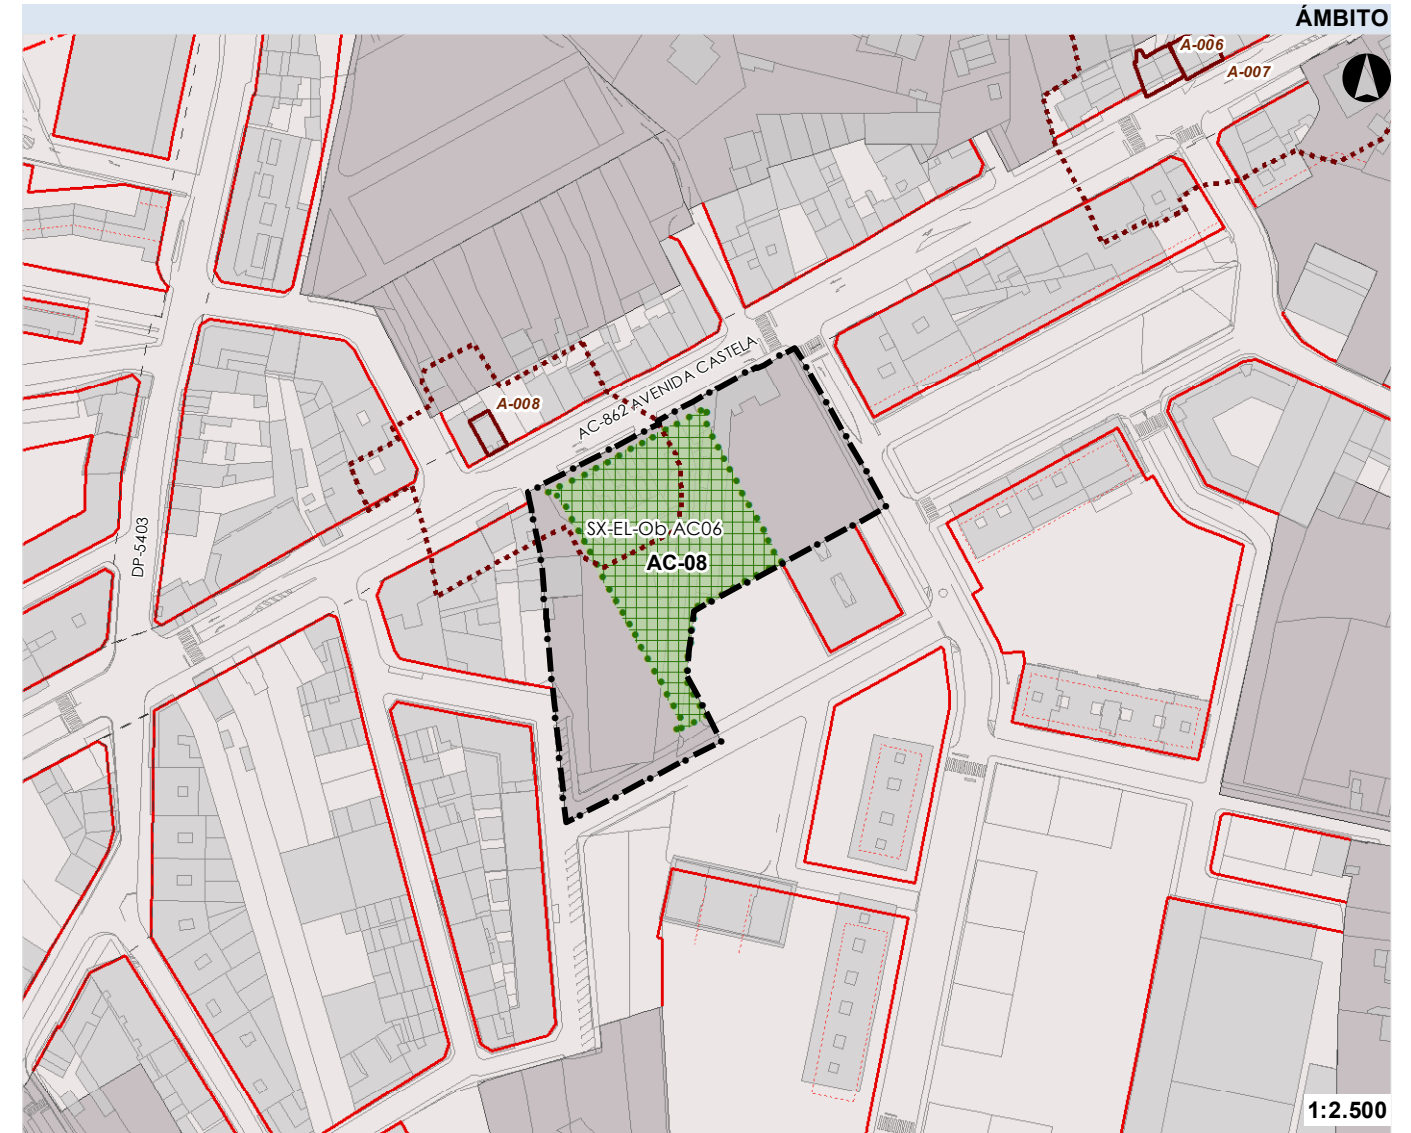 ÁMBITO
A-006
A-007
AC-862 AVENIDA CASTELA
A-008
SX-EL-Ob AC06
AC-08
DP-5403
1:2.500